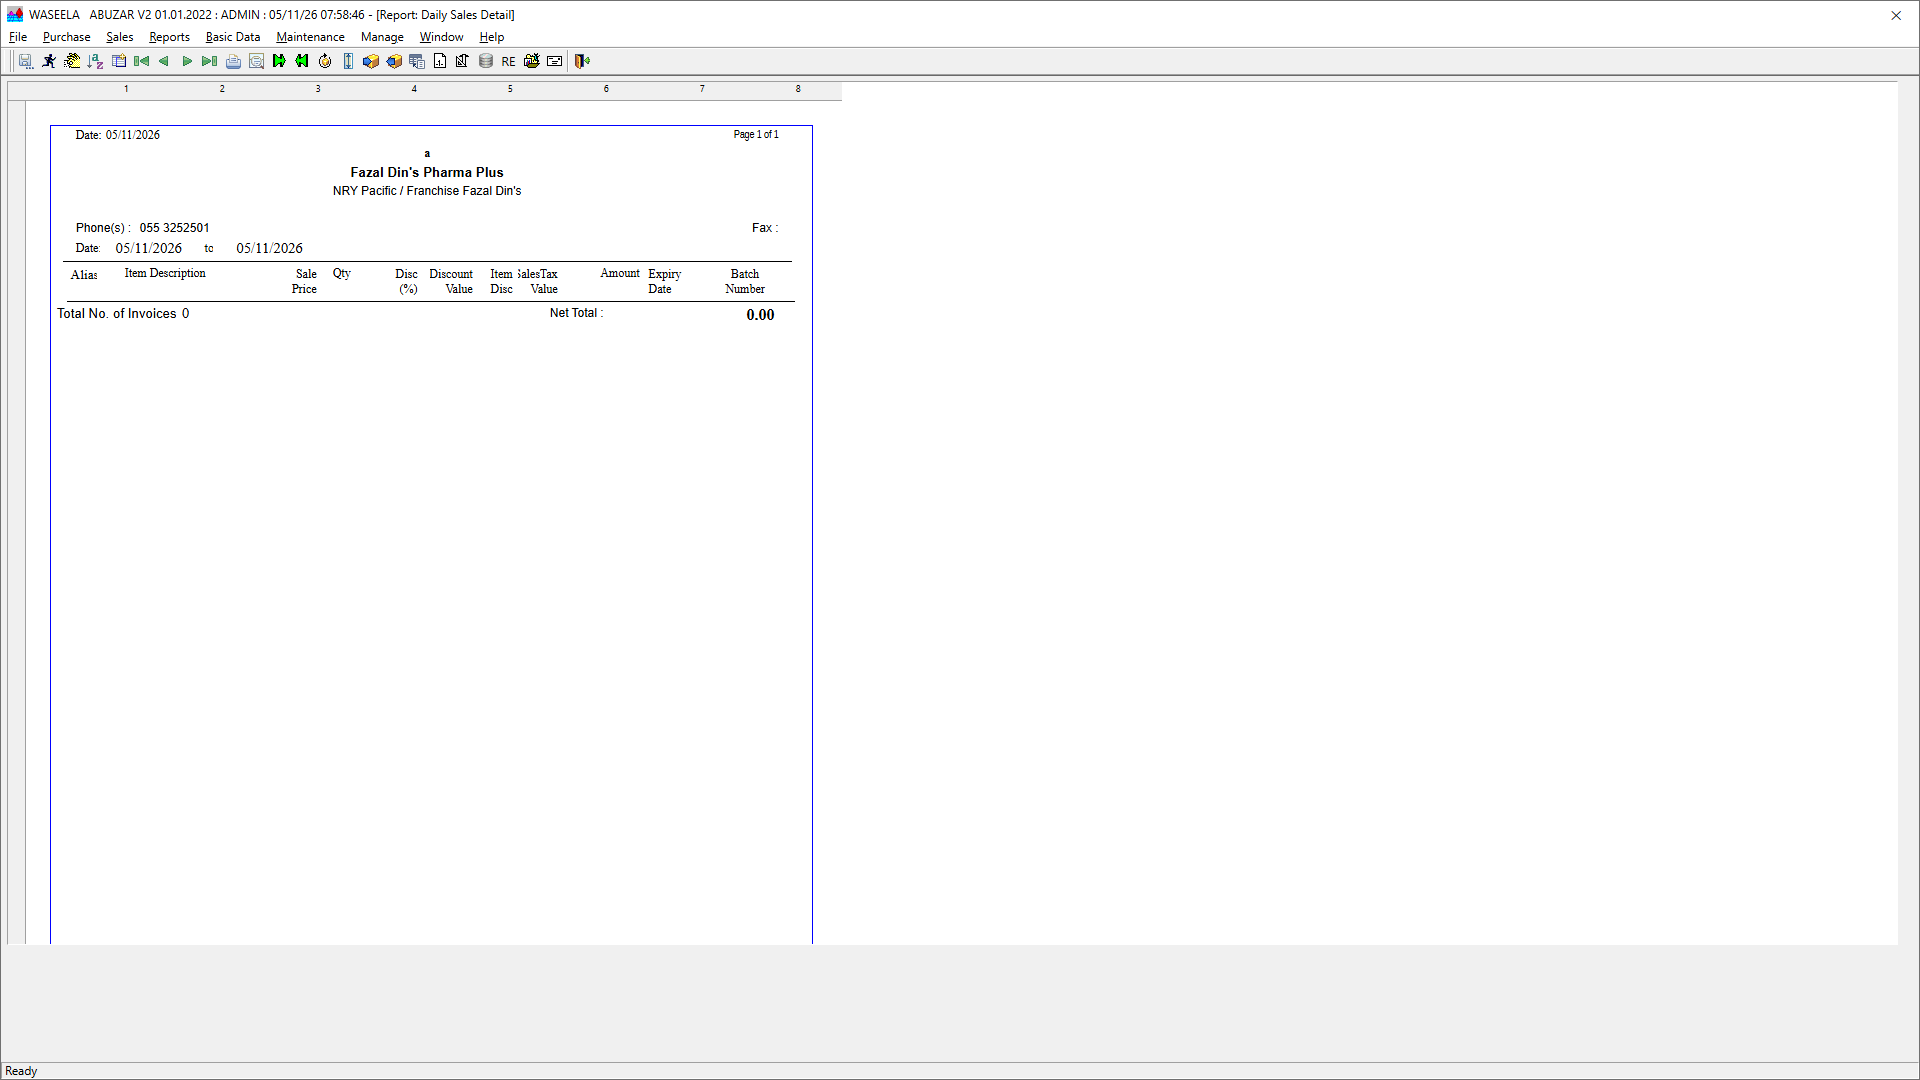 WASEELA   ABUZAR V2 01.01.2022 : ADMIN : 05/11/26 07:58:46 - [Report: Daily Sales Detail]
File Purchase Sales Reports Basic Data Maintenance Manage Window Help
RE
1 2 3 4 5 6 7 8
Date: 05/11/2026 Page 1 of 1
a
Fazal Din's Pharma Plus
NRY Pacific / Franchise Fazal Din's
Phone(s) : 055 3252501 Fax :
Date: 05/11/2026 to 05/11/2026
Alias Item Description Sale Qty Disc Discount Item SalesTax Amount Expiry Batch
Price (%) Value Disc Value Date Number
Total No. of Invoices 0 Net Total : 0.00
Ready